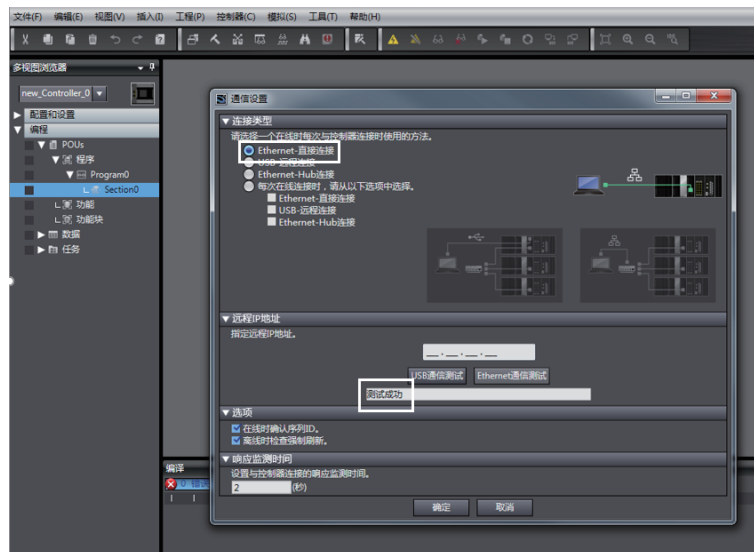 文件(F) 编辑(E) 视图(V) 插入(I) 工程(P) 控制器(C) 模拟(S) 工具(T) 帮助(H)
多视图浏览器
new_Controller_0
配置和设置
编程
POUs
程序
Program0
Section0
功能
功能块
数据
任务
通信设置
连接类型
请选择一个在线时每次与控制器连接时使用的方法。
Ethernet-直接连接
USB-远程连接
Ethernet-Hub连接
每次在线连接时，请从以下选项中选择。
Ethernet-直接连接
USB-远程连接
Ethernet-Hub连接
远程IP地址
指定远程IP地址。
__.__.__.__
USB通信测试 Ethernet通信测试
测试成功
选项
在线时确认序列ID。
离线时检查强制刷新。
响应监测时间
设置与控制器连接的响应监测时间。
2 (秒)
确定 取消
编译
0 错误